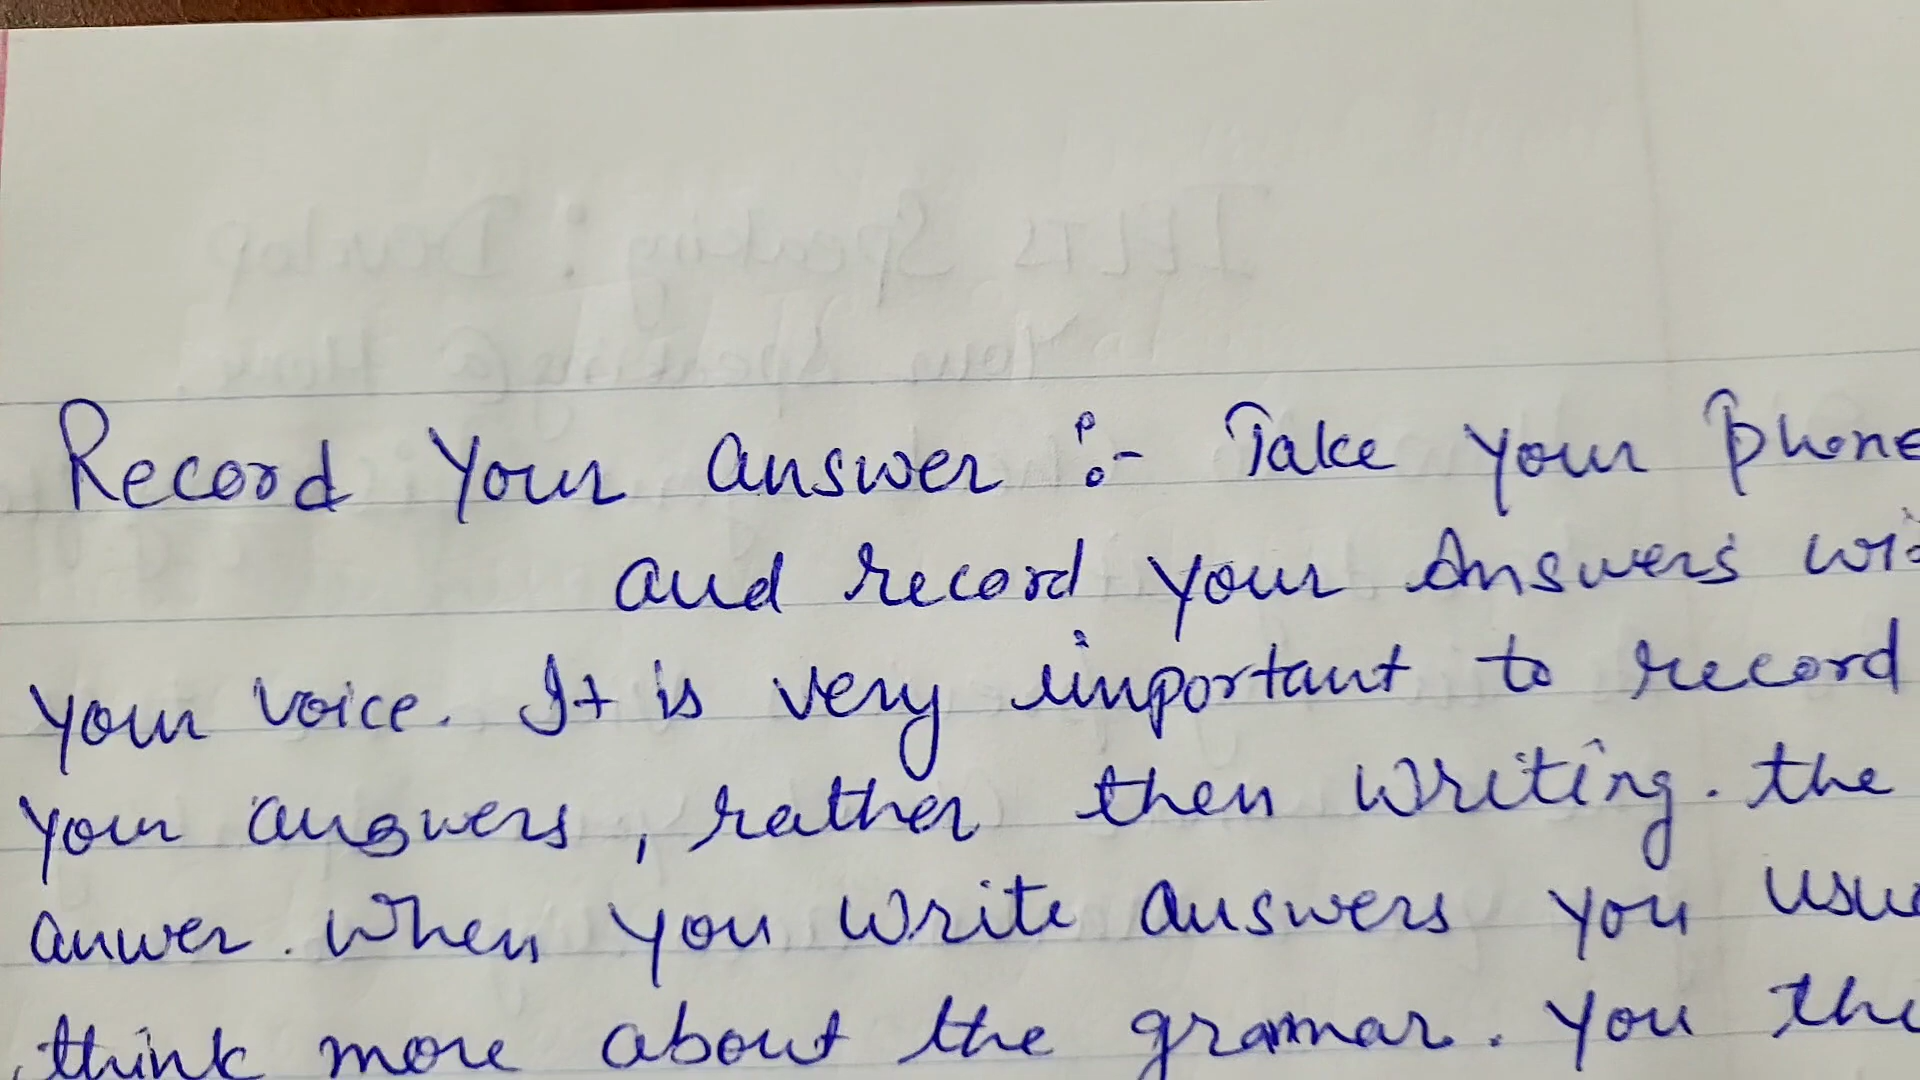 Record Your answer :- Take your phone
and record your Answers
your voice. It is very important to record
your answers, rather then writing. the
anwer. When you write answers you
think more about the grammar. You